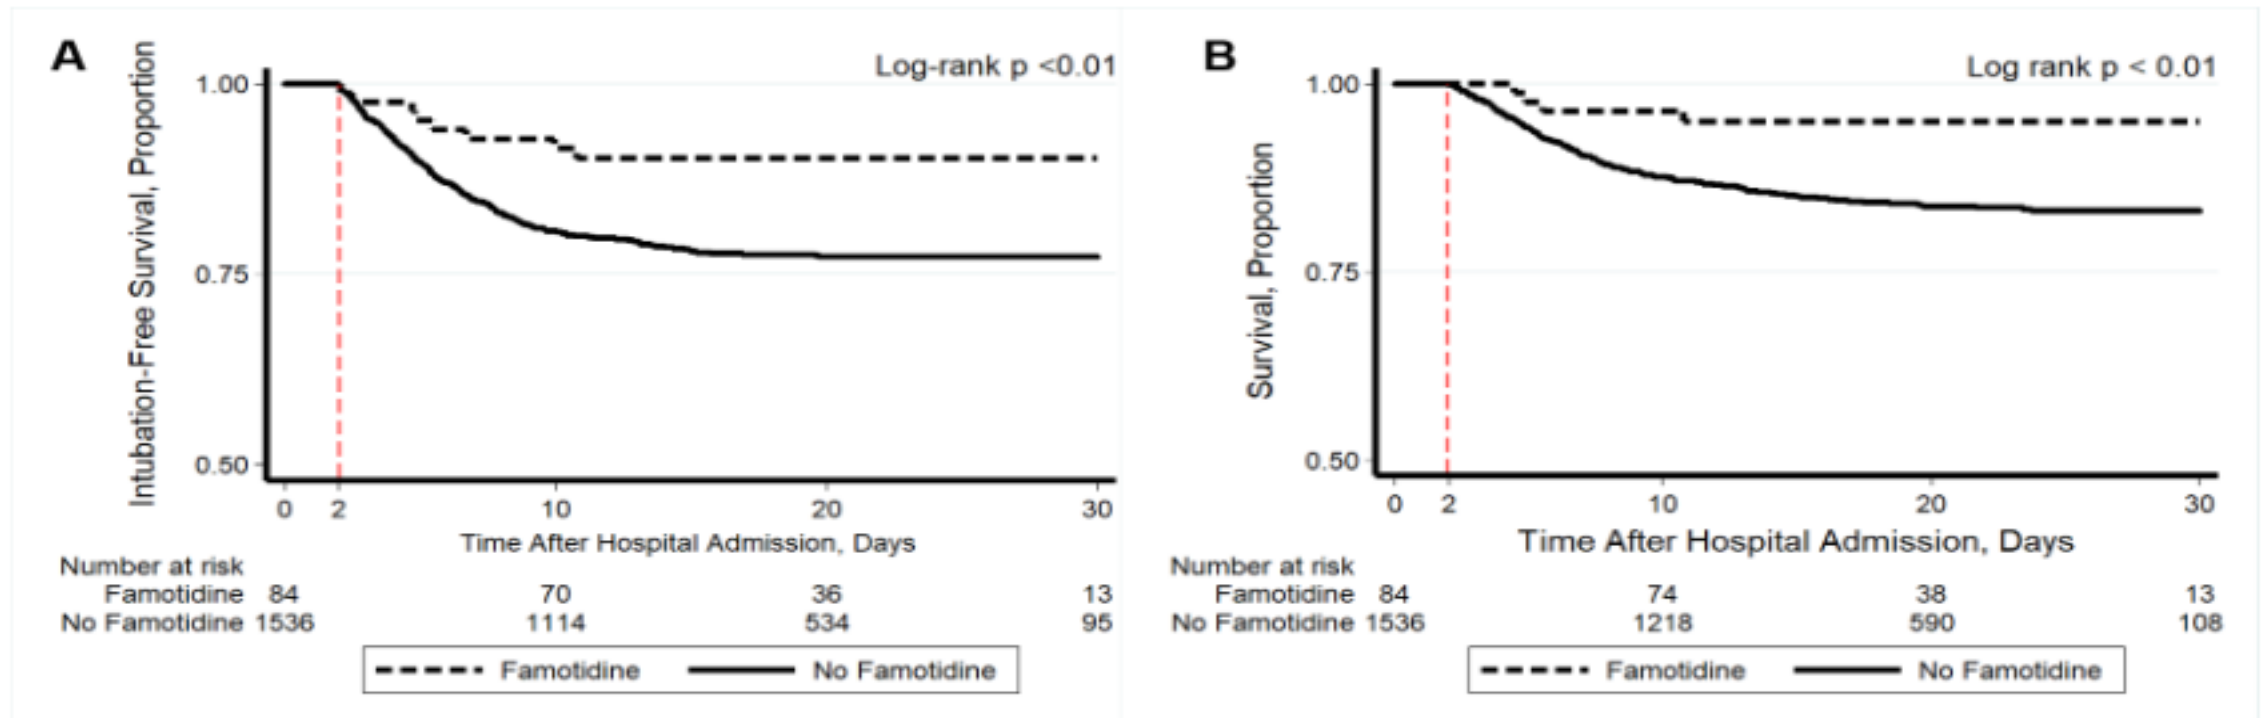 A
Log-rank p <0.01
Intubation-Free Survival, Proportion
1.00
0.75
0.50
0 2 10 20 30
Time After Hospital Admission, Days
Number at risk
Famotidine 84 70 36 13
No Famotidine 1536 1114 534 95
Famotidine No Famotidine
B
Log rank p < 0.01
Survival, Proportion
1.00
0.75
0.50
0 2 10 20 30
Time After Hospital Admission, Days
Number at risk
Famotidine 84 74 38 13
No Famotidine 1536 1218 590 108
Famotidine No Famotidine